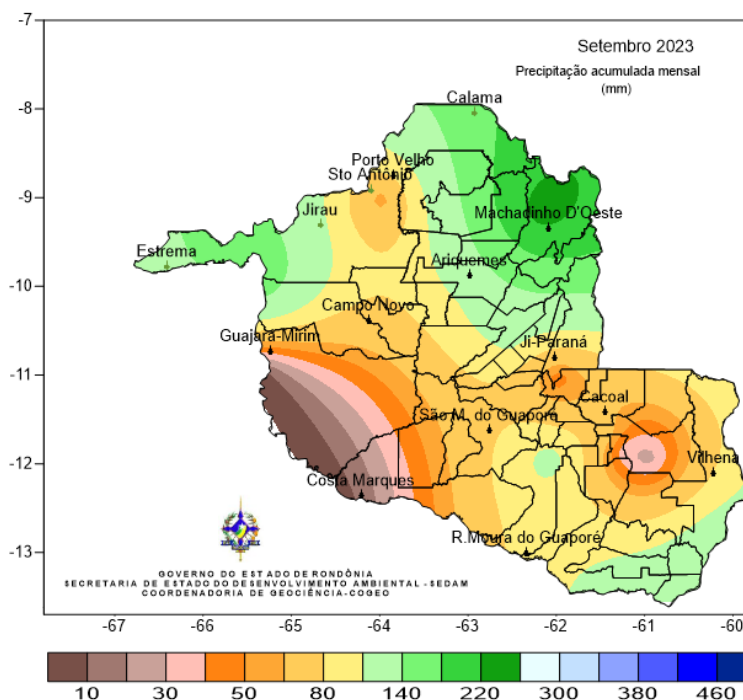 -7
Setembro 2023
Precipitação acumulada mensal
(mm)
-8
Calama
Porto Velho
Sto Antônio
-9
Jirau
Machadinho D'Oeste
Estrema
Ariquemes
-10
Campo Novo
Guajará-Mirim
Ji-Paraná
-11
Cacoal
São M. do Guaporé
Vilhena
-12
Costa Marques
R.Moura do Guaporé
-13
GOVERNO DO ESTADO DE RONDÔNIA
SECRETARIA DE ESTADO DO DESENVOLVIMENTO AMBIENTAL -SEDAM
COORDENADORIA DE GEOCIÊNCIA-COGEO
-67 -66 -65 -64 -63 -62 -61 -60
10 30 50 80 140 220 300 380 460